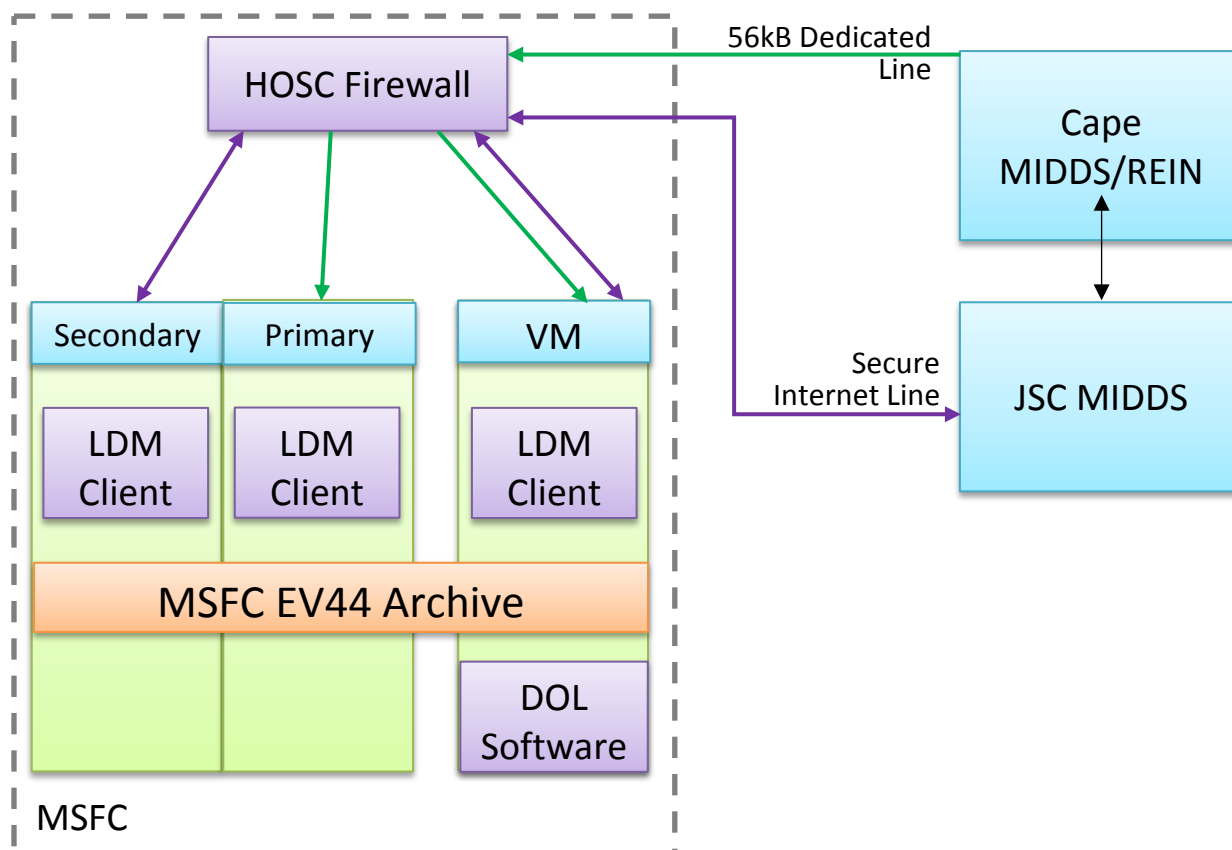 56kB Dedicated
Line
HOSC Firewall
Cape
MIDDS/REIN
Secondary
Primary
VM
Secure
Internet Line
JSC MIDDS
LDM
Client
LDM
Client
LDM
Client
MSFC EV44 Archive
DOL
Software
MSFC